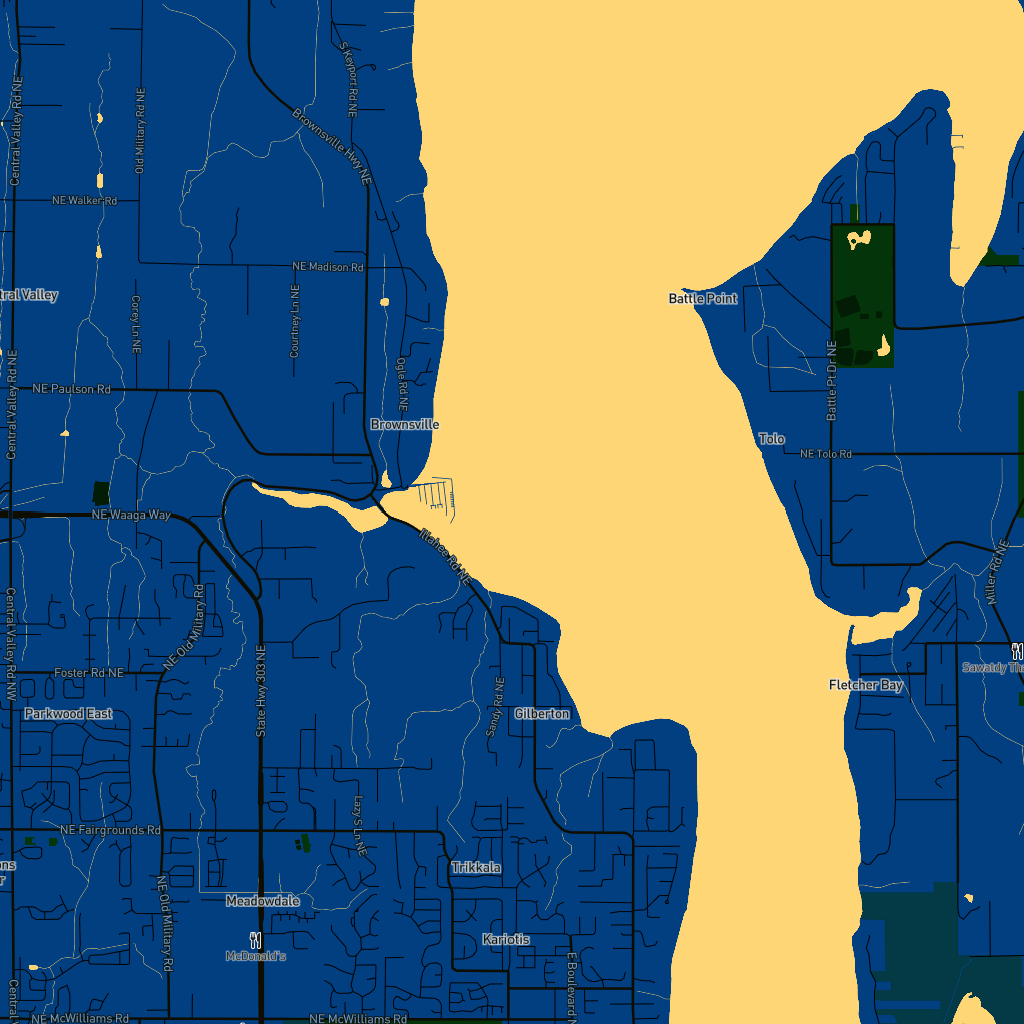 S Keyport Rd NE
Central Valley Rd NE
Old Military Rd NE
Brownsville Hwy NE
NE Walker Rd
NE Madison Rd
tral Valley
Battle Point
Corey Ln NE
Courtney Ln NE
Central Valley Rd NE
Ogle Rd NE
Battle Pt Dr NE
NE Paulson Rd
Brownsville
Tolo
NE Tolo Rd
NE Waaga Way
Illahee Rd NE
Miller Rd NE
Central Valley Rd NW
NE Old Military Rd
State Hwy 303 NE
Foster Rd NE
Sandy Rd NE
Sawatdy Tha
Fletcher Bay
Parkwood East
Gilberton
Lazy S Ln NE
NE Fairgrounds Rd
ons
r
Trikkala
NE Old Military Rd
Meadowdale
Kariotis
McDonald's
E Boulevard N
Central
NE McWilliams Rd
NE McWilliams Rd